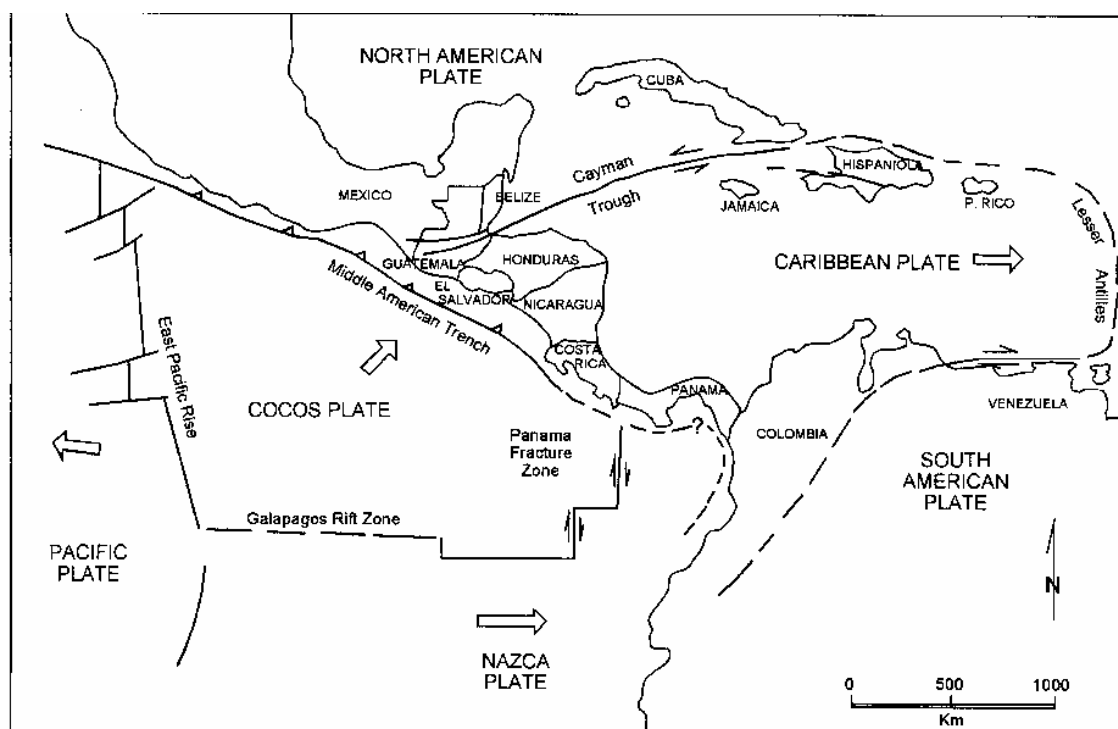 NORTH AMERICAN
PLATE
CUBA
MEXICO
BELIZE
Cayman
Trough
HISPANIOLA
JAMAICA
P. RICO
Lesser
Antilles
GUATEMALA
HONDURAS
EL
SALVADOR
NICARAGUA
CARIBBEAN PLATE
Middle American Trench
COSTA
RICA
PANAMA
East Pacific Rise
COCOS PLATE
?
COLOMBIA
VENEZUELA
Panama
Fracture
Zone
SOUTH
AMERICAN
PLATE
Galapagos Rift Zone
PACIFIC
PLATE
N
NAZCA
PLATE
0 500 1000
Km